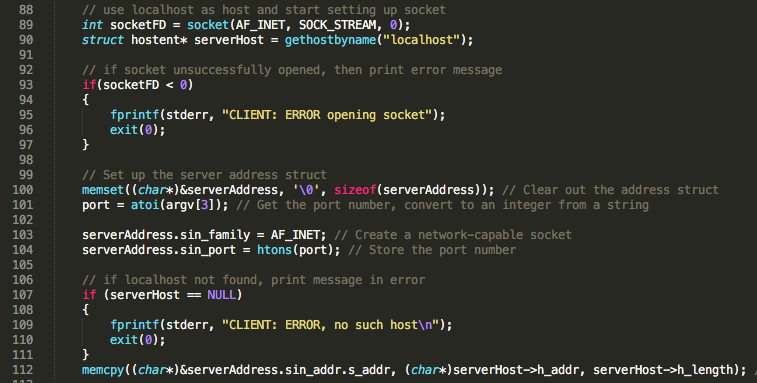 88 // use localhost as host and start setting up socket
89 int socketFD = socket(AF_INET, SOCK_STREAM, 0);
90 struct hostent* serverHost = gethostbyname("localhost");
91
92 // if socket unsuccessfully opened, then print error message
93 if(socketFD < 0)
94 {
95 fprintf(stderr, "CLIENT: ERROR opening socket");
96 exit(0);
97 }
98
99 // Set up the server address struct
100 memset((char*)&serverAddress, '\0', sizeof(serverAddress)); // Clear out the address struct
101 port = atoi(argv[3]); // Get the port number, convert to an integer from a string
102
103 serverAddress.sin_family = AF_INET; // Create a network-capable socket
104 serverAddress.sin_port = htons(port); // Store the port number
105
106 // if localhost not found, print message in error
107 if (serverHost == NULL)
108 {
109 fprintf(stderr, "CLIENT: ERROR, no such host\n");
110 exit(0);
111 }
112 memcpy((char*)&serverAddress.sin_addr.s_addr, (char*)serverHost->h_addr, serverHost->h_length); /